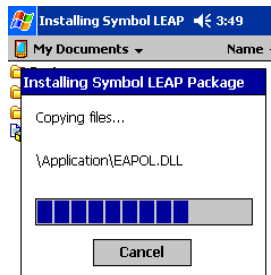 Installing Symbol LEAP 3:49
My Documents Name
Installing Symbol LEAP Package
Copying files...
\Application\EAPOL.DLL
Cancel